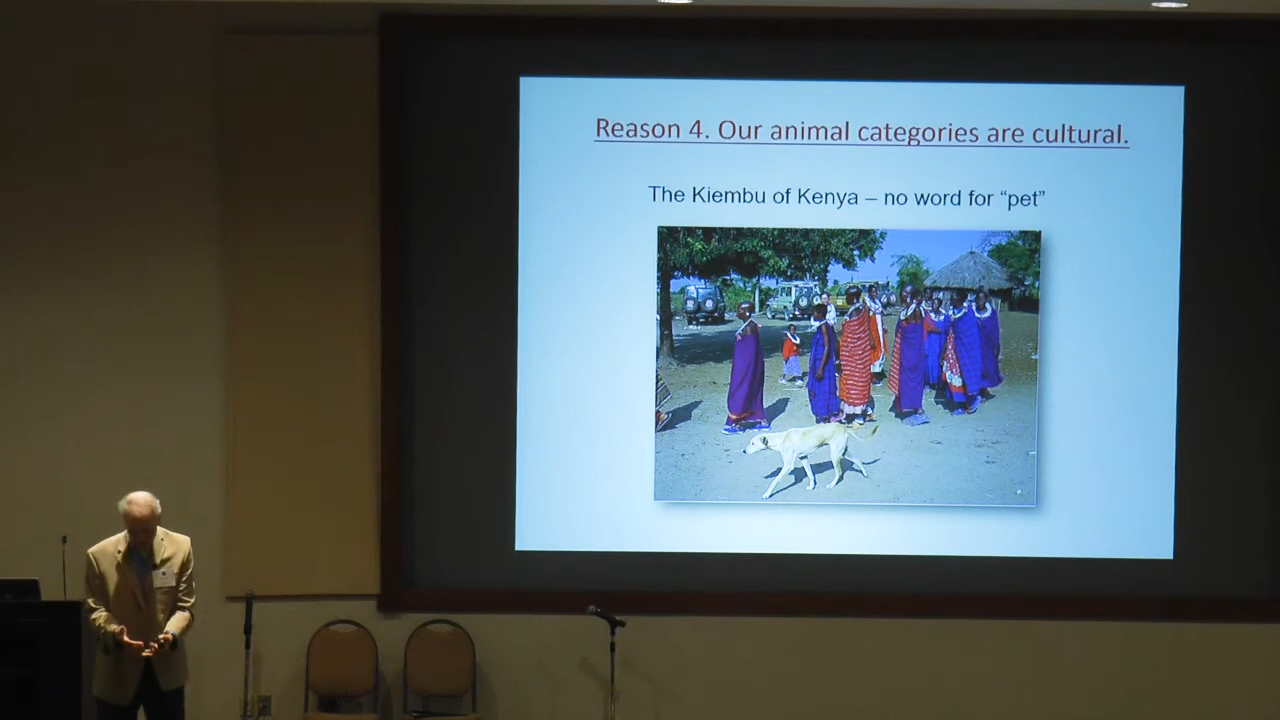 Reason 4. Our animal categories are cultural.
The Kiembu of Kenya – no word for “pet”